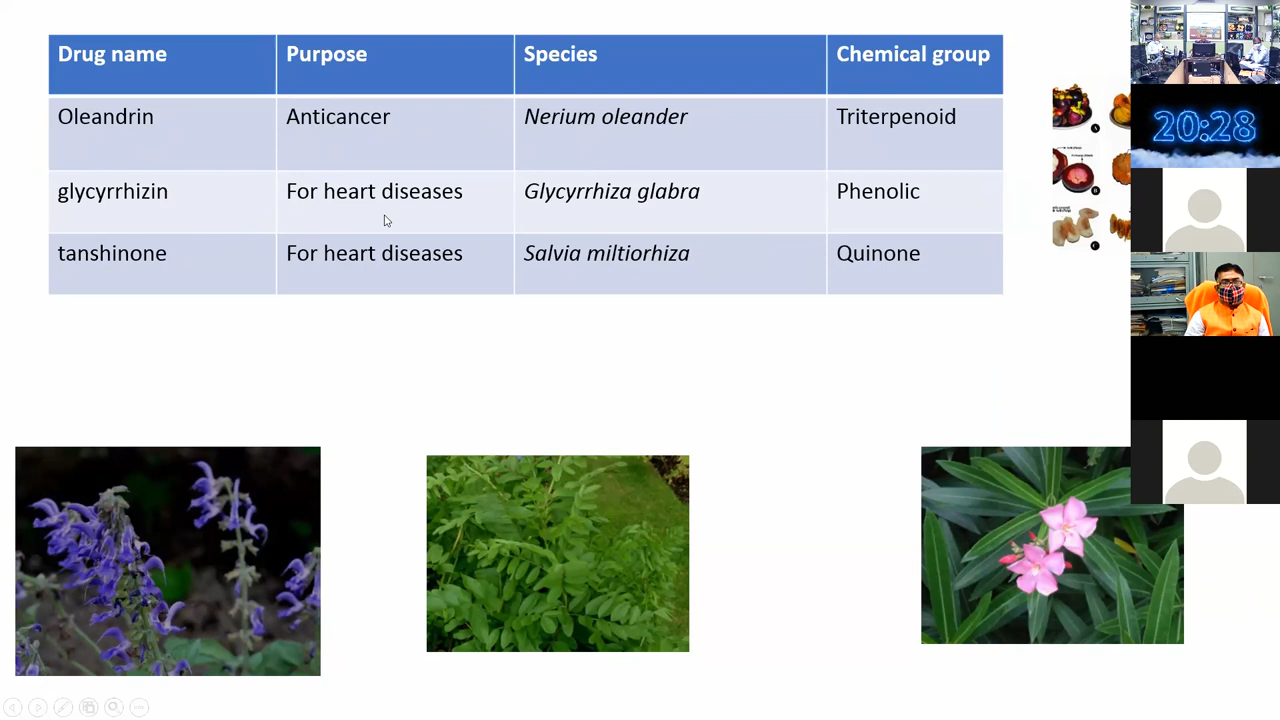 Drug name Purpose Species Chemical group
Oleandrin Anticancer Nerium oleander Triterpenoid
glycyrrhizin For heart diseases Glycyrrhiza glabra Phenolic
tanshinone For heart diseases Salvia miltiorhiza Quinone
20:28